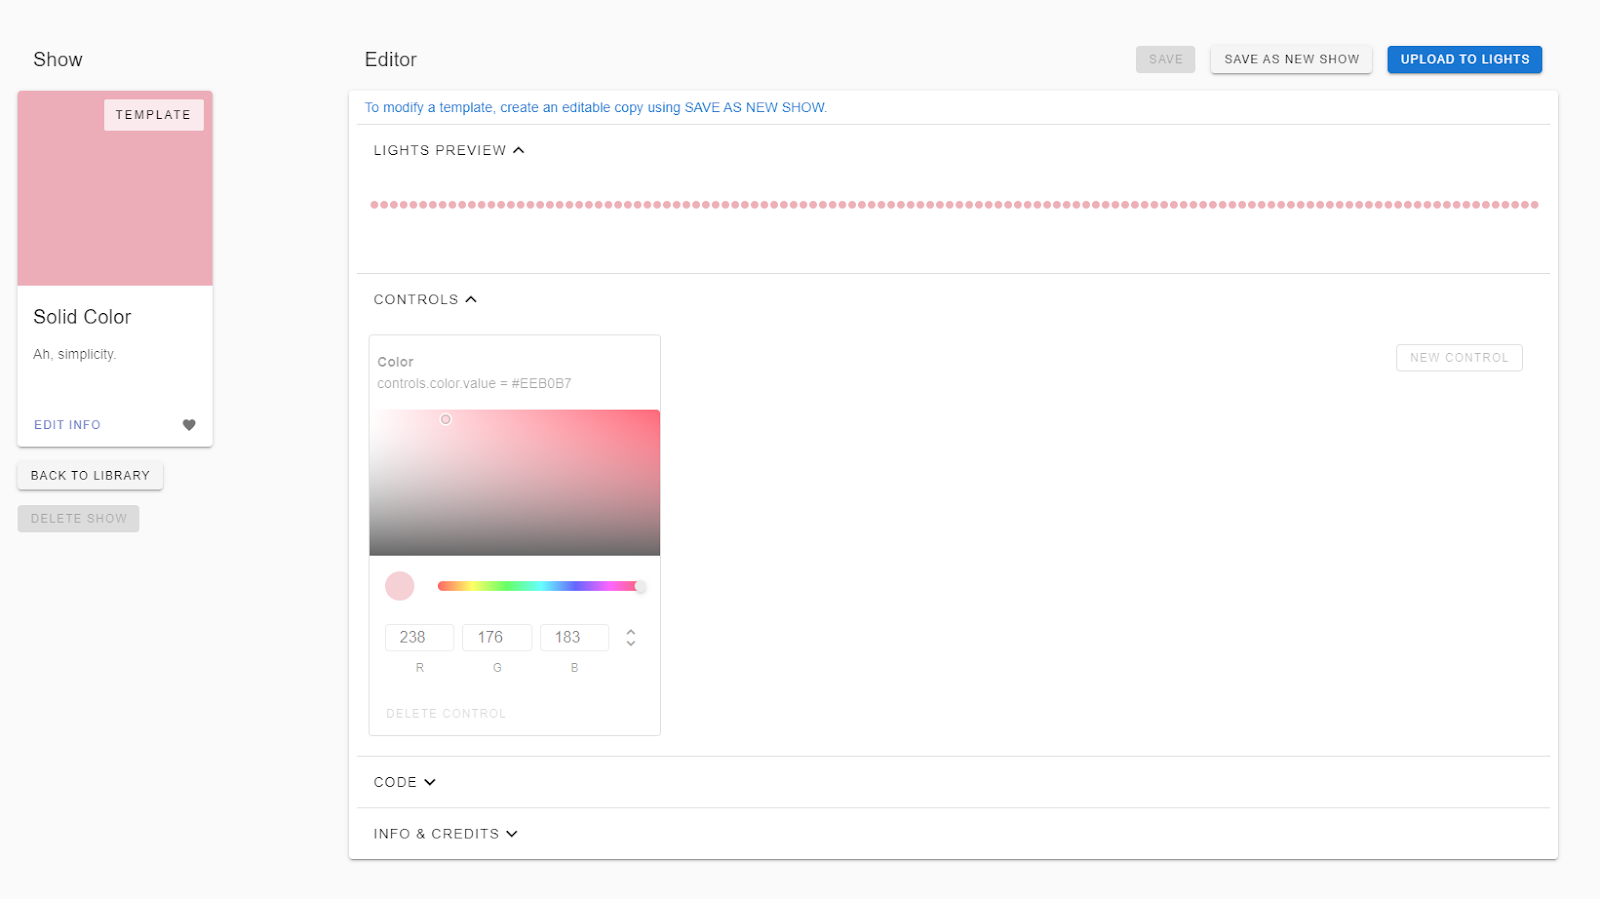 Show
TEMPLATE
Solid Color
Ah, simplicity.
EDIT INFO
BACK TO LIBRARY
DELETE SHOW
Editor
SAVE
SAVE AS NEW SHOW
UPLOAD TO LIGHTS
To modify a template, create an editable copy using SAVE AS NEW SHOW.
LIGHTS PREVIEW
CONTROLS
Color
controls.color.value = #EEB0B7
NEW CONTROL
238 176 183
R G B
DELETE CONTROL
CODE
INFO & CREDITS